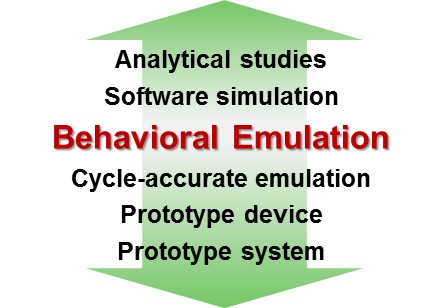 Analytical studies
Software simulation
Behavioral Emulation
Cycle-accurate emulation
Prototype device
Prototype system